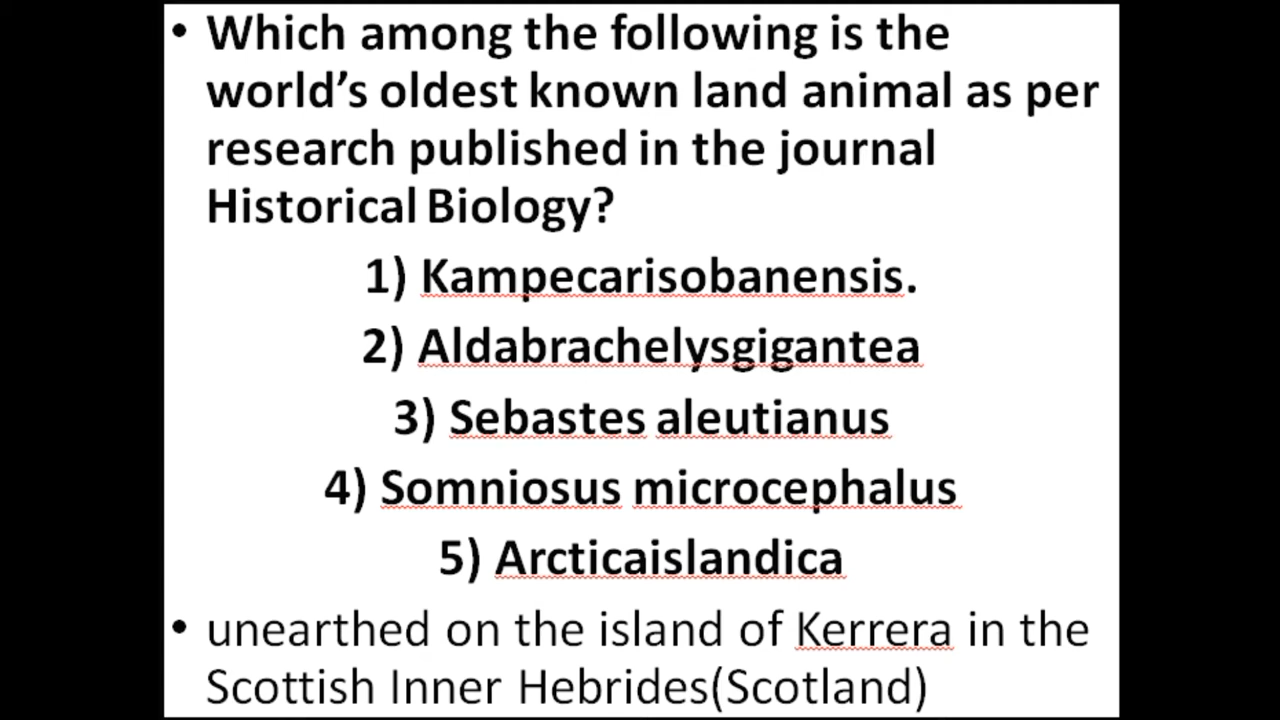 • Which among the following is the
world’s oldest known land animal as per
research published in the journal
Historical Biology?
1) Kampecarisobanensis.
2) Aldabrachelysgigantea
3) Sebastes aleutianus
4) Somniosus microcephalus
5) Arcticaislandica
• unearthed on the island of Kerrera in the
Scottish Inner Hebrides(Scotland)